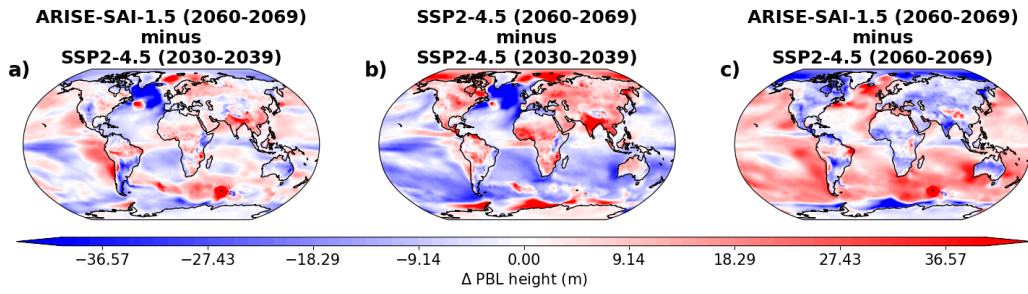 ARISE-SAI-1.5 (2060-2069)
minus
SSP2-4.5 (2030-2039)
a)
SSP2-4.5 (2060-2069)
minus
SSP2-4.5 (2030-2039)
b)
ARISE-SAI-1.5 (2060-2069)
minus
SSP2-4.5 (2060-2069)
c)
−36.57 −27.43 −18.29 −9.14 0.00 9.14 18.29 27.43 36.57
Δ PBL height (m)